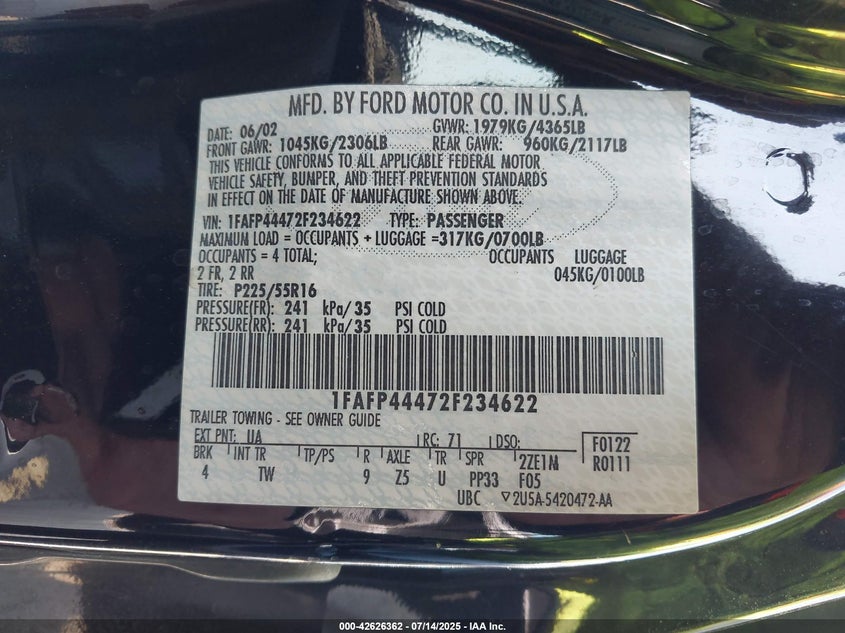 MFD. BY FORD MOTOR CO. IN U.S.A.
DATE: 06/02 GVWR: 1979KG/4365LB
FRONT GAWR: 1045KG/2306LB REAR GAWR: 960KG/2117LB
THIS VEHICLE CONFORMS TO ALL APPLICABLE FEDERAL MOTOR
VEHICLE SAFETY, BUMPER, AND THEFT PREVENTION STANDARDS
IN EFFECT ON THE DATE OF MANUFACTURE SHOWN ABOVE.
VIN: 1FAFP44472F234622 TYPE: PASSENGER
MAXIMUM LOAD = OCCUPANTS + LUGGAGE =317KG/0700LB
OCCUPANTS = 4 TOTAL; OCCUPANTS LUGGAGE
2 FR, 2 RR 045KG/0100LB
TIRE: P225/55R16
PRESSURE(FR): 241 kPa/35 PSI COLD
PRESSURE(RR): 241 kPa/35 PSI COLD
1FAFP44472F234622
TRAILER TOWING - SEE OWNER GUIDE
EXT PNT: UA RC: 71 DSO: F0122
BRK INT TR TP/PS R AXLE TR SPR 2ZE1M R0111
4 TW 9 Z5 U PP33 F05
UBC ▽2U5A-5420472-AA
000-42626362 - 07/14/2025 - IAA Inc.